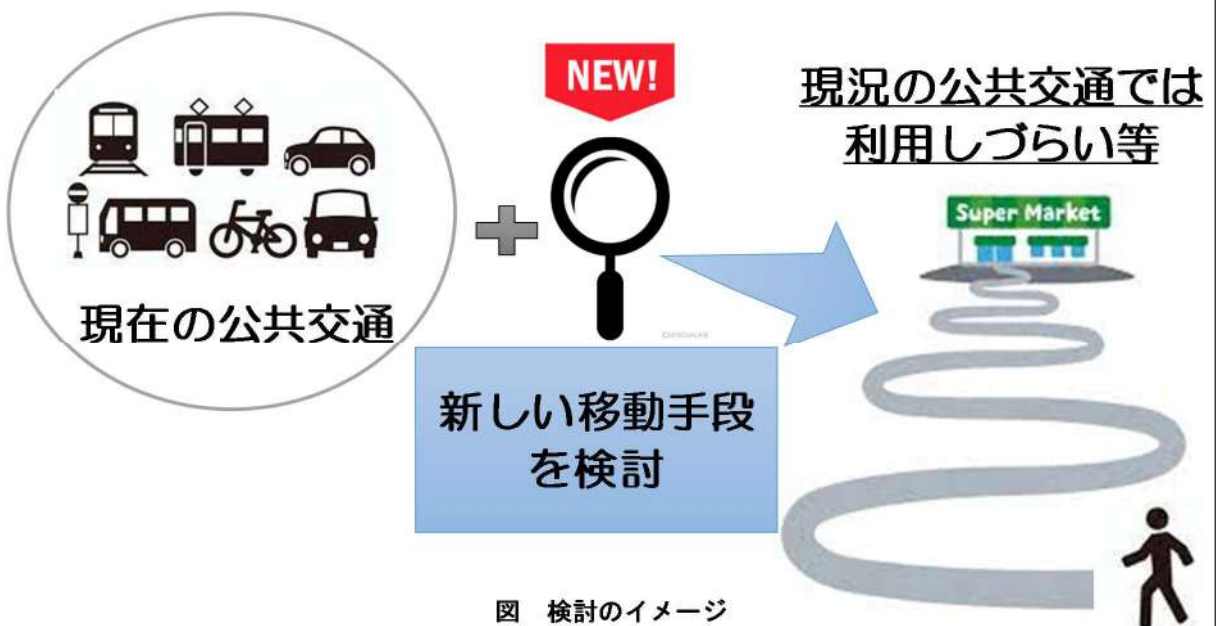 NEW!
現況の公共交通では
利用しづらい等
Super Market
現在の公共交通
新しい移動手段
を検討
図 検討のイメージ